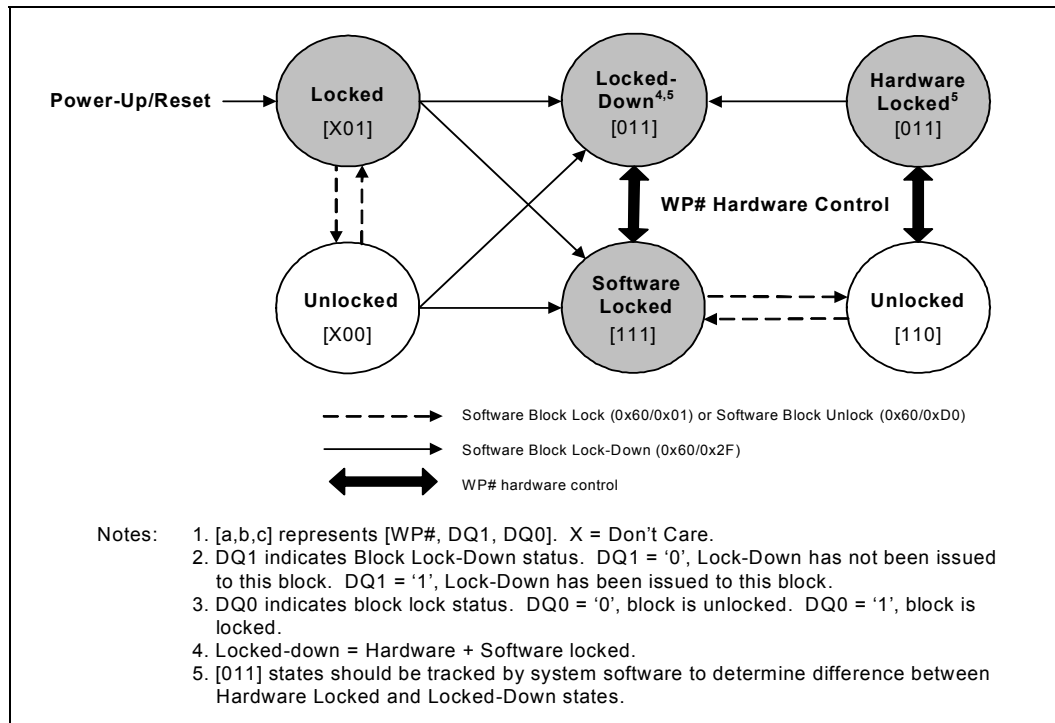 Power-Up/Reset
Locked
[X01]
Locked-
Down4,5
[011]
Hardware
Locked5
[011]
WP# Hardware Control
Unlocked
[X00]
Software
Locked
[111]
Unlocked
[110]
Software Block Lock (0x60/0x01) or Software Block Unlock (0x60/0xD0)
Software Block Lock-Down (0x60/0x2F)
WP# hardware control
Notes: 1. [a,b,c] represents [WP#, DQ1, DQ0]. X = Don't Care.
2. DQ1 indicates Block Lock-Down status. DQ1 = ‘0’, Lock-Down has not been issued
to this block. DQ1 = ‘1’, Lock-Down has been issued to this block.
3. DQ0 indicates block lock status. DQ0 = ‘0’, block is unlocked. DQ0 = ‘1’, block is
locked.
4. Locked-down = Hardware + Software locked.
5. [011] states should be tracked by system software to determine difference between
Hardware Locked and Locked-Down states.